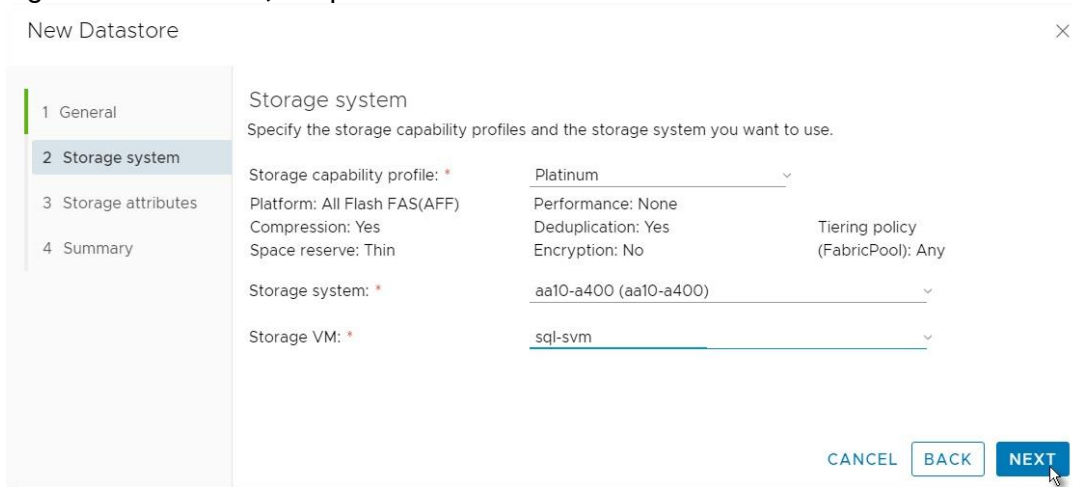 New Datastore
1 General
2 Storage system
3 Storage attributes
4 Summary
Storage system
Specify the storage capability profiles and the storage system you want to use.
Storage capability profile: * Platinum
Platform: All Flash FAS(AFF) Performance: None
Compression: Yes Deduplication: Yes Tiering policy
Space reserve: Thin Encryption: No (FabricPool): Any
Storage system: * aa10-a400 (aa10-a400)
Storage VM: * sql-svm
CANCEL BACK NEXT